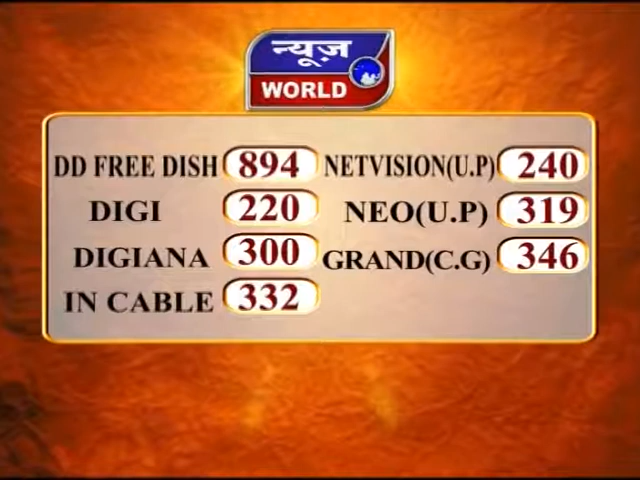 न्यूज़
WORLD
DD FREE DISH 894 NETVISION(U.P) 240
DIGI 220 NEO(U.P) 319
DIGIANA 300 GRAND(C.G) 346
IN CABLE 332